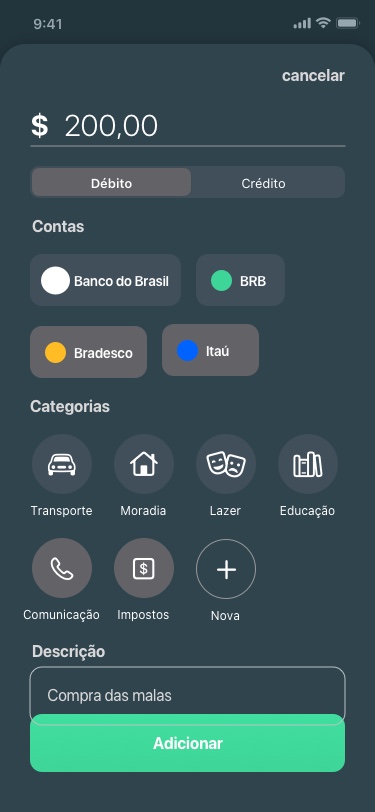 9:41
cancelar
$ 200,00
Débito Crédito
Contas
Banco do Brasil BRB
Bradesco Itaú
Categorias
Transporte Moradia Lazer Educação
$
Comunicação Impostos Nova
Descrição
Compra das malas
Adicionar